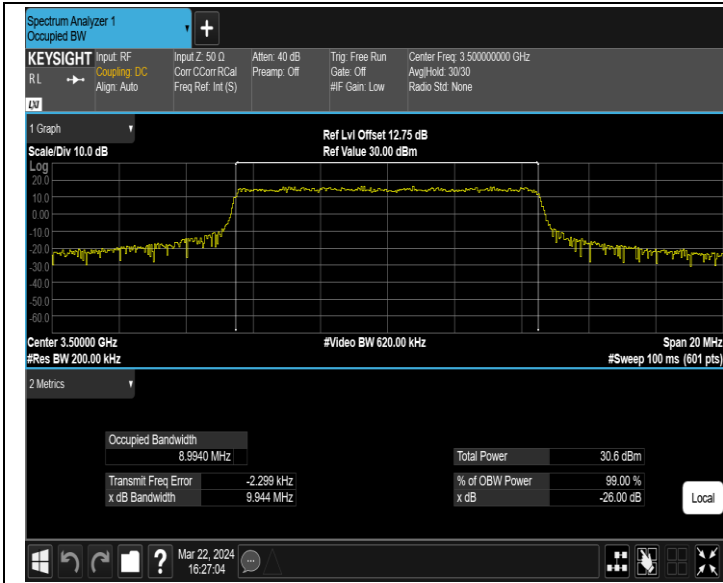 Spectrum Analyzer 1
Occupied BW
+
KEYSIGHT Input: RF Input Z: 50 Ω Atten: 40 dB Trig: Free Run Center Freq: 3.500000000 GHz
RL Coupling: DC Corr CCorr RCal Preamp: Off Gate: Off Avg|Hold: 30/30
Align: Auto Freq Ref: Int (S) #IF Gain: Low Radio Std: None
LXI
1 Graph
Ref Lvl Offset 12.75 dB
Scale/Div 10.0 dB Ref Value 30.00 dBm
Log
20.0
10.0
0.00
-10.0
-20.0
-30.0
-40.0
-50.0
-60.0
Center 3.50000 GHz #Video BW 620.00 kHz Span 20 MHz
#Res BW 200.00 kHz #Sweep 100 ms (601 pts)
2 Metrics
Occupied Bandwidth
8.9940 MHz Total Power 30.6 dBm
Transmit Freq Error -2.299 kHz % of OBW Power 99.00 %
x dB Bandwidth 9.944 MHz x dB -26.00 dB
Local
? Mar 22, 2024
16:27:04